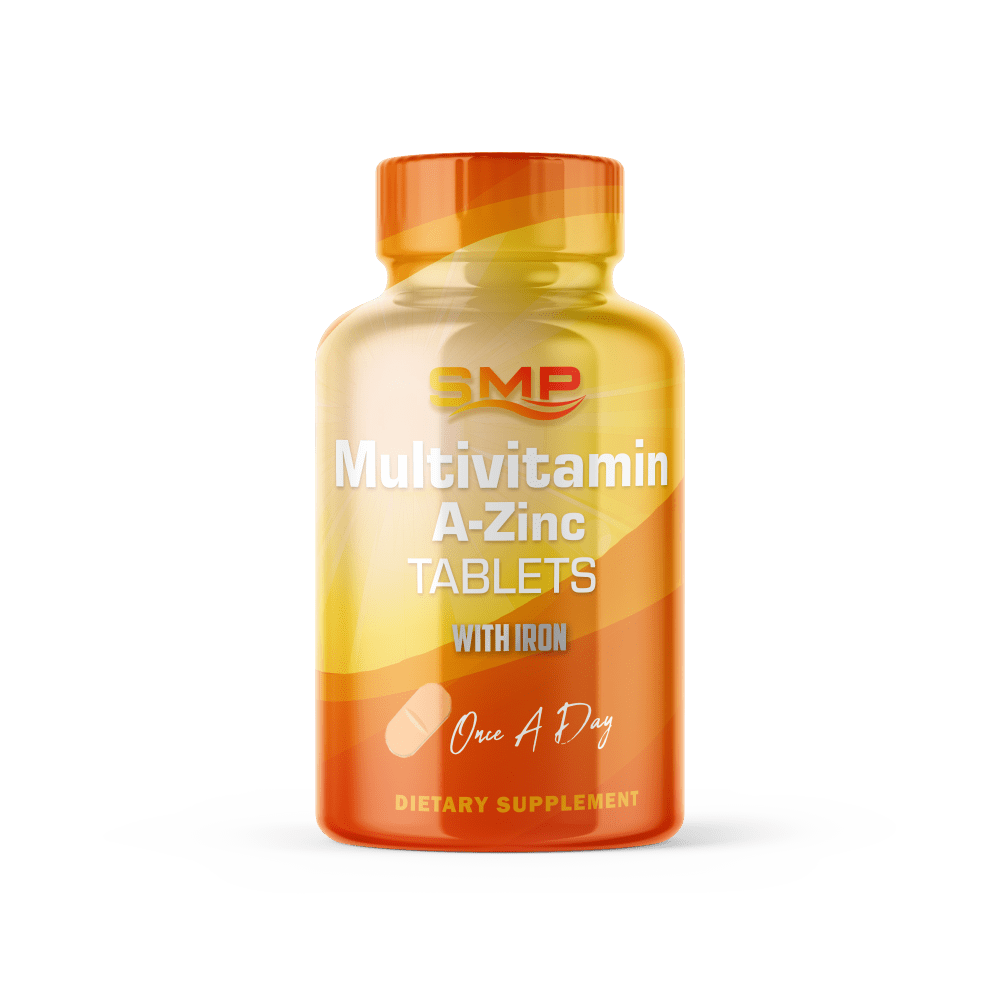 SMP
Multivitamin
A-Zinc
TABLETS
WITH IRON
Once A Day
DIETARY SUPPLEMENT